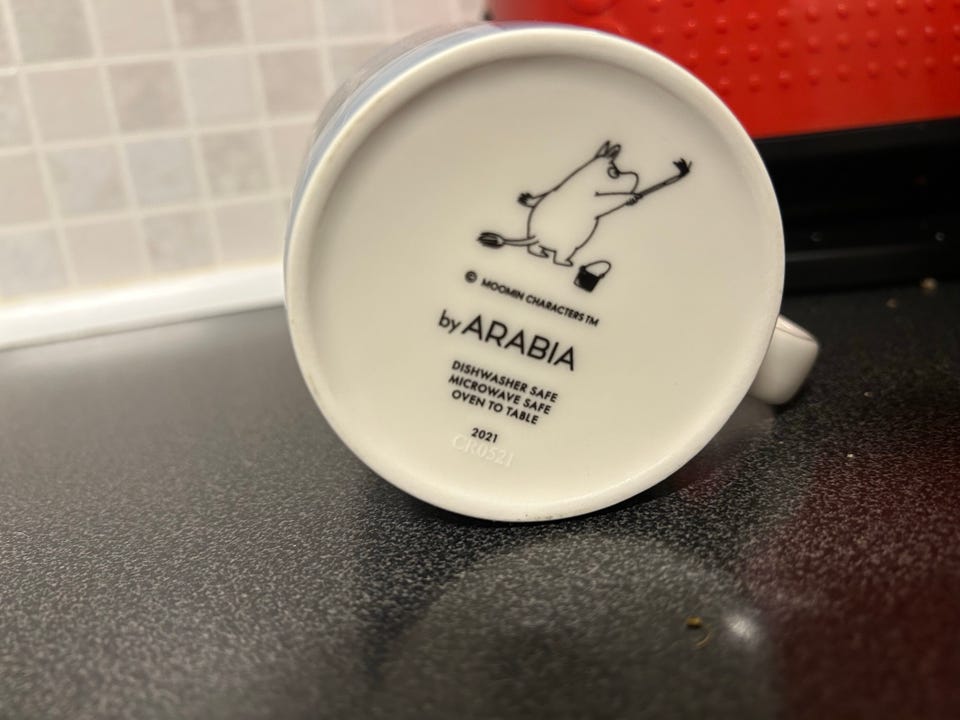 © MOOMIN CHARACTERS TM
by ARABIA
DISHWASHER SAFE
MICROWAVE SAFE
OVEN TO TABLE
2021
CR0521